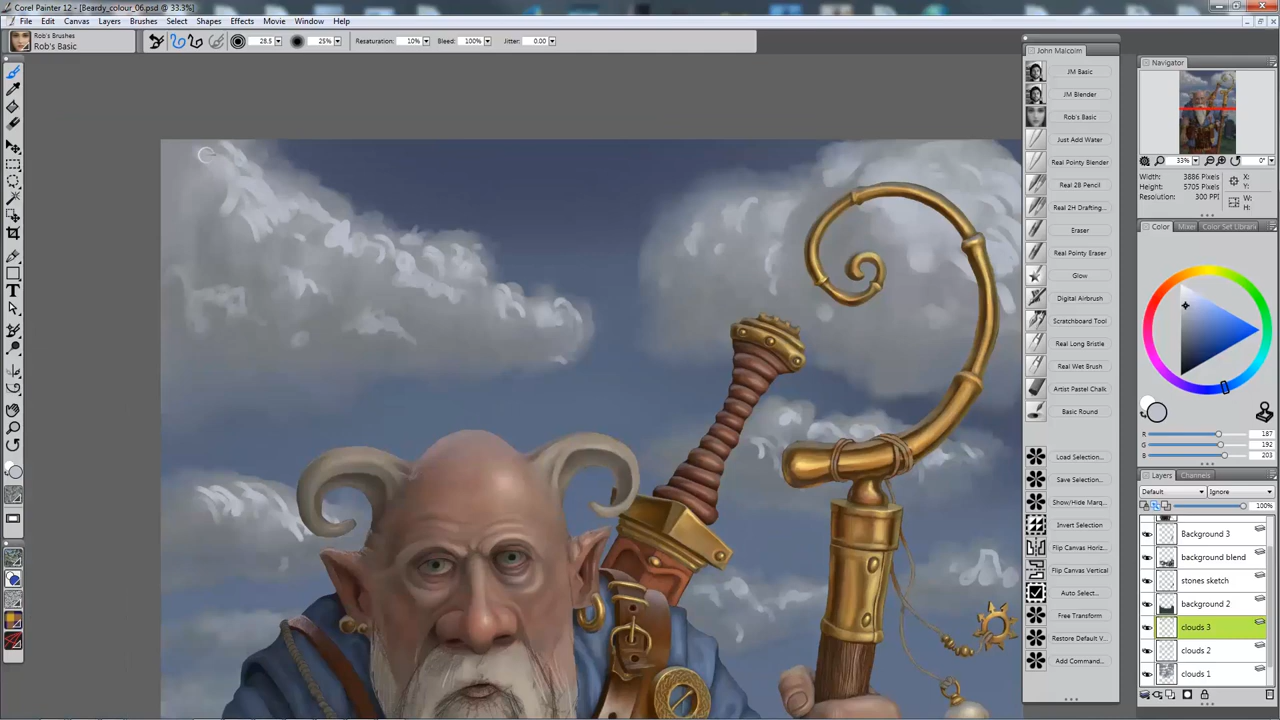 Corel Painter 12 - [Beardy_colour_06.psd @ 33.3%]
File Edit Canvas Layers Brushes Select Shapes Effects Movie Window Help
Rob's Brushes
Rob's Basic
28.5
25%
Resaturation: 10%
Bleed: 100%
Jitter: 0.00
John Malcolm
JM Basic
JM Blender
Rob's Basic
Just Add Water
Real Pointy Blender
Real 2B Pencil
Real 2H Drafting...
Eraser
Real Pointy Eraser
Glow
Digital Airbrush
Scratchboard Tool
Real Long Bristle
Real Wet Brush
Artist Pastel Chalk
Basic Round
Load Selection...
Save Selection...
Show/Hide Marq...
Invert Selection
Flip Canvas Horiz...
Flip Canvas Vertical
Auto Select...
Free Transform
Restore Default V...
Add Command...
Navigator
33%
0°
Width: 3886 Pixels
Height: 5705 Pixels
Resolution: 300 PPI
X:
Y:
W:
H:
Color Mixer Color Set Librari
R 187
G 192
B 203
Layers Channels
Default Ignore
100%
Background 3
background blend
stones sketch
background 2
clouds 3
clouds 2
clouds 1
T